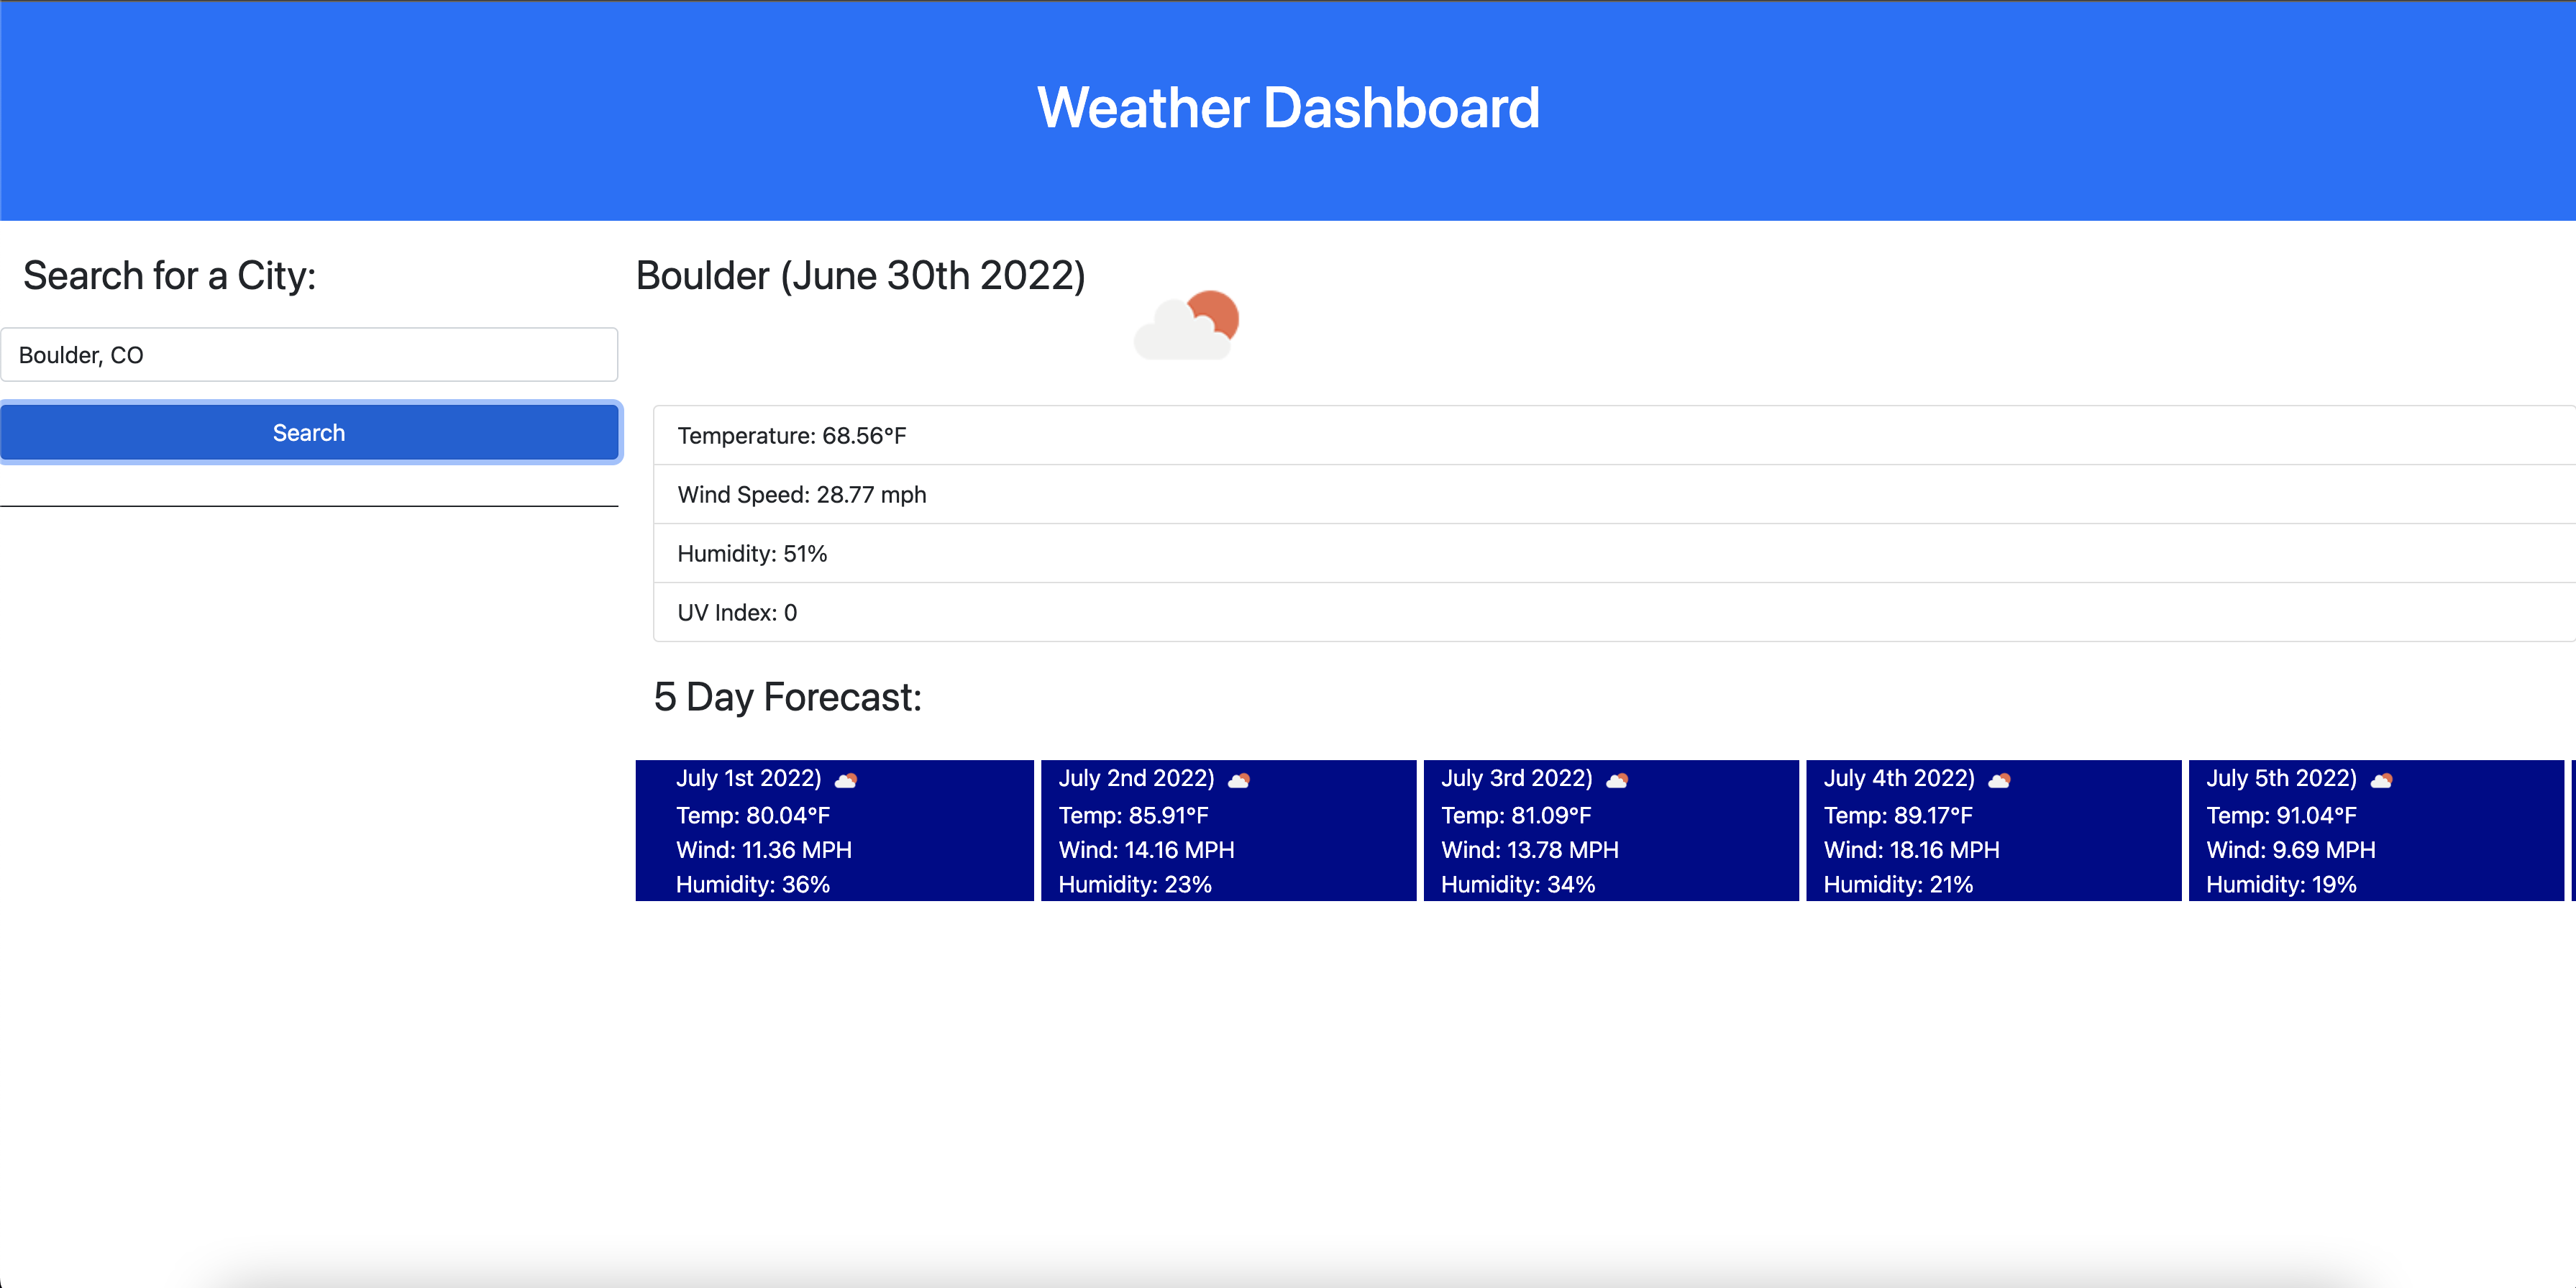 Weather Dashboard
Search for a City:
Boulder, CO
Search
Boulder (June 30th 2022)
Temperature: 68.56°F
Wind Speed: 28.77 mph
Humidity: 51%
UV Index: 0
5 Day Forecast:
July 1st 2022)
Temp: 80.04°F
Wind: 11.36 MPH
Humidity: 36%
July 2nd 2022)
Temp: 85.91°F
Wind: 14.16 MPH
Humidity: 23%
July 3rd 2022)
Temp: 81.09°F
Wind: 13.78 MPH
Humidity: 34%
July 4th 2022)
Temp: 89.17°F
Wind: 18.16 MPH
Humidity: 21%
July 5th 2022)
Temp: 91.04°F
Wind: 9.69 MPH
Humidity: 19%